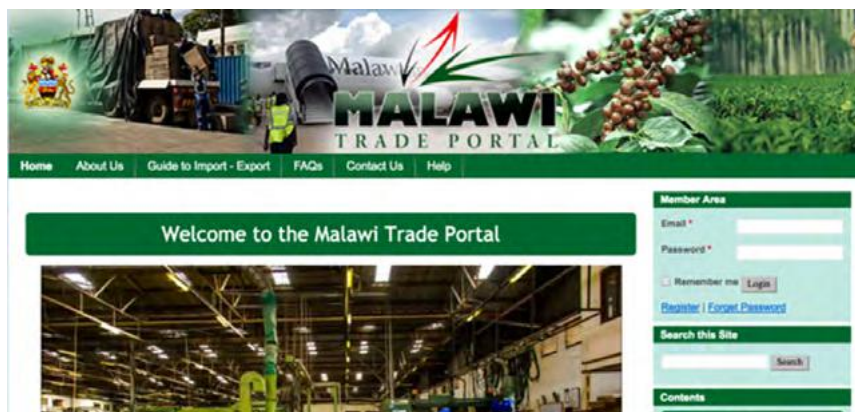 Malawi
MALAWI
TRADE PORTAL
Home About Us Guide to Import - Export FAQs Contact Us Help
Welcome to the Malawi Trade Portal
Member Area
Email *
Password *
Remember me Login
Register | Forget Password
Search this Site
Search
Contents